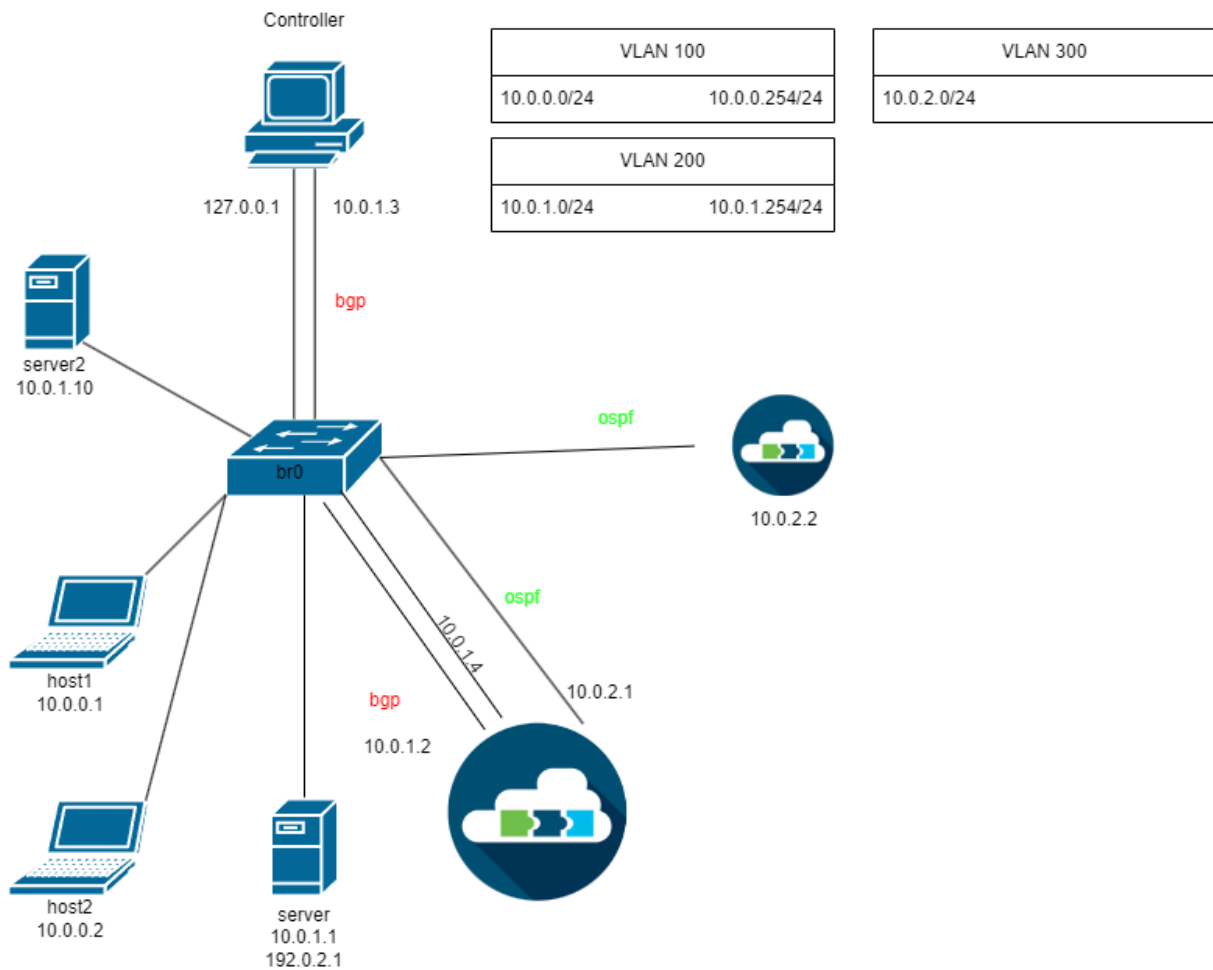 Controller
VLAN 100
10.0.0.0/24 10.0.0.254/24
VLAN 300
10.0.2.0/24
VLAN 200
10.0.1.0/24 10.0.1.254/24
127.0.0.1
10.0.1.3
bgp
server2
10.0.1.10
br0
ospf
10.0.2.2
ospf
10.0.1.4
host1
10.0.0.1
10.0.2.1
bgp
10.0.1.2
host2
10.0.0.2
server
10.0.1.1
192.0.2.1